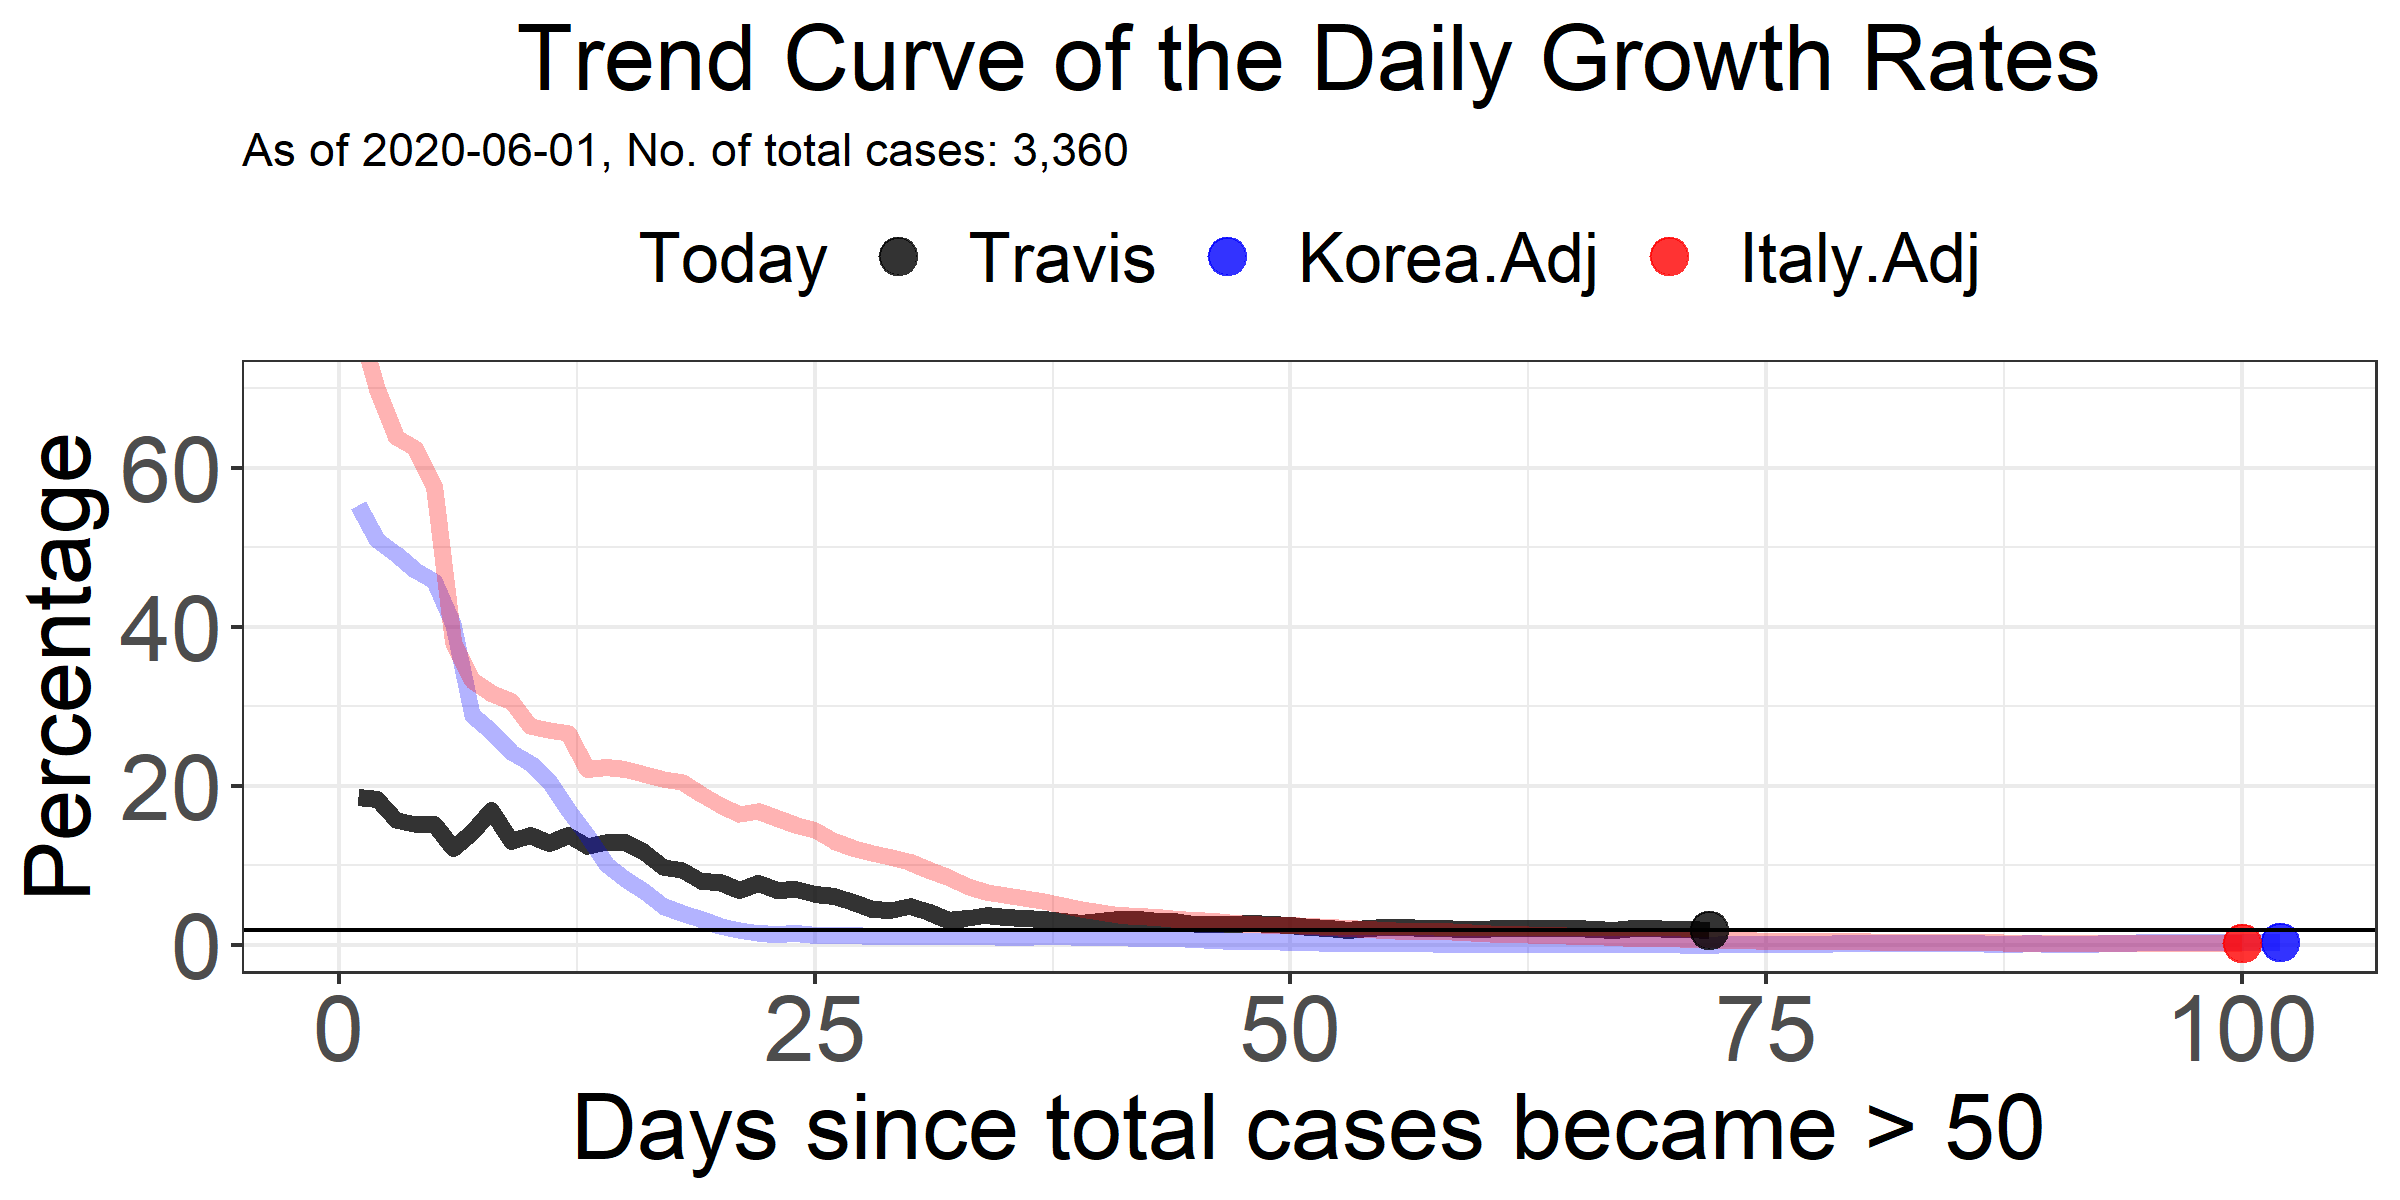 Trend Curve of the Daily Growth Rates
As of 2020-06-01, No. of total cases: 3,360
Today Travis Korea.Adj Italy.Adj
Percentage
60
40
20
0
0 25 50 75 100
Days since total cases became > 50